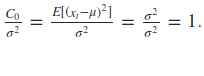 C₀/σ² = E[(xₜ−μ)²]/σ² = σ²/σ² = 1.